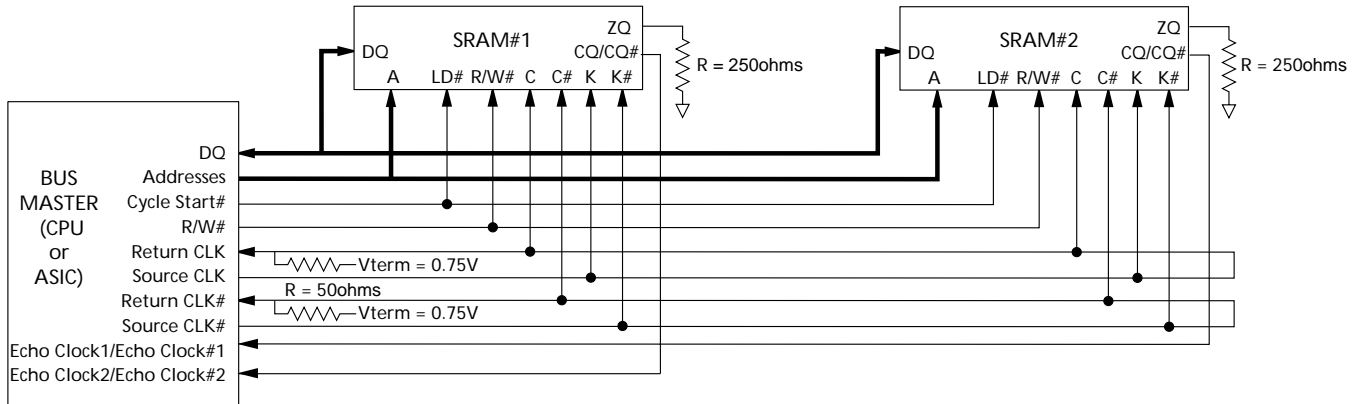 SRAM#1
ZQ
CQ/CQ#
DQ
A LD# R/W# C C# K K#
R = 250ohms
SRAM#2
ZQ
CQ/CQ#
DQ
A LD# R/W# C C# K K#
R = 250ohms
BUS
MASTER
(CPU
or
ASIC)
DQ
Addresses
Cycle Start#
R/W#
Return CLK
Source CLK
Return CLK#
Source CLK#
Echo Clock1/Echo Clock#1
Echo Clock2/Echo Clock#2
Vterm = 0.75V
R = 50ohms
Vterm = 0.75V